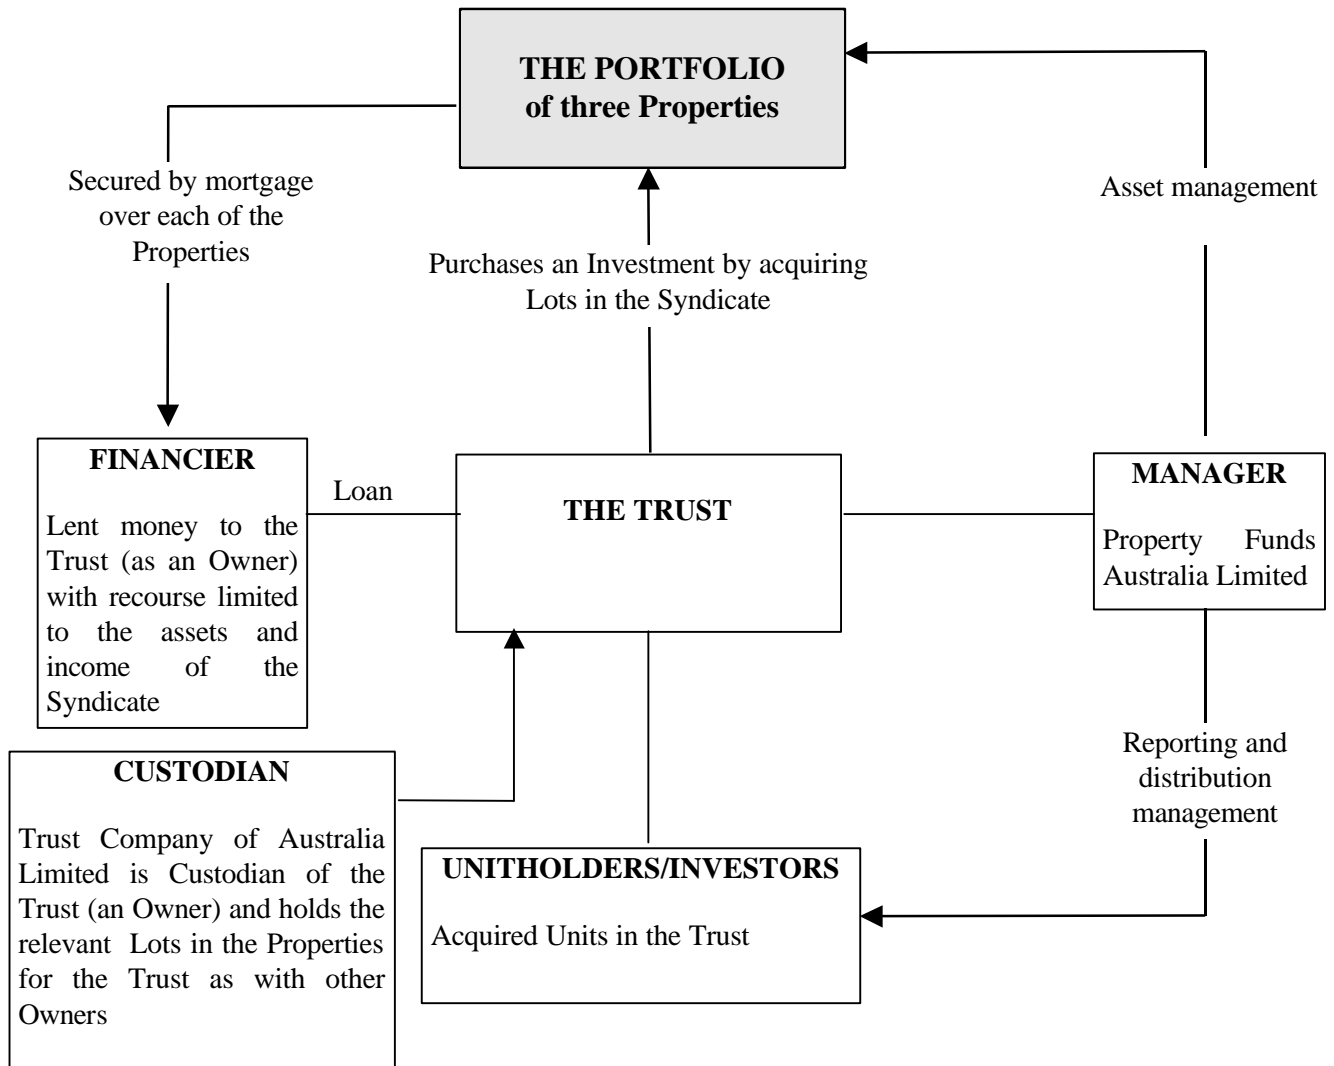 THE PORTFOLIO
of three Properties
Secured by mortgage
over each of the
Properties
Asset management
Purchases an Investment by acquiring
Lots in the Syndicate
FINANCIER
Lent money to the
Trust (as an Owner)
with recourse limited
to the assets and
income of the
Syndicate
Loan
THE TRUST
MANAGER
Property Funds
Australia Limited
CUSTODIAN
Trust Company of Australia
Limited is Custodian of the
Trust (an Owner) and holds the
relevant Lots in the Properties
for the Trust as with other
Owners
UNITHOLDERS/INVESTORS
Acquired Units in the Trust
Reporting and
distribution
management